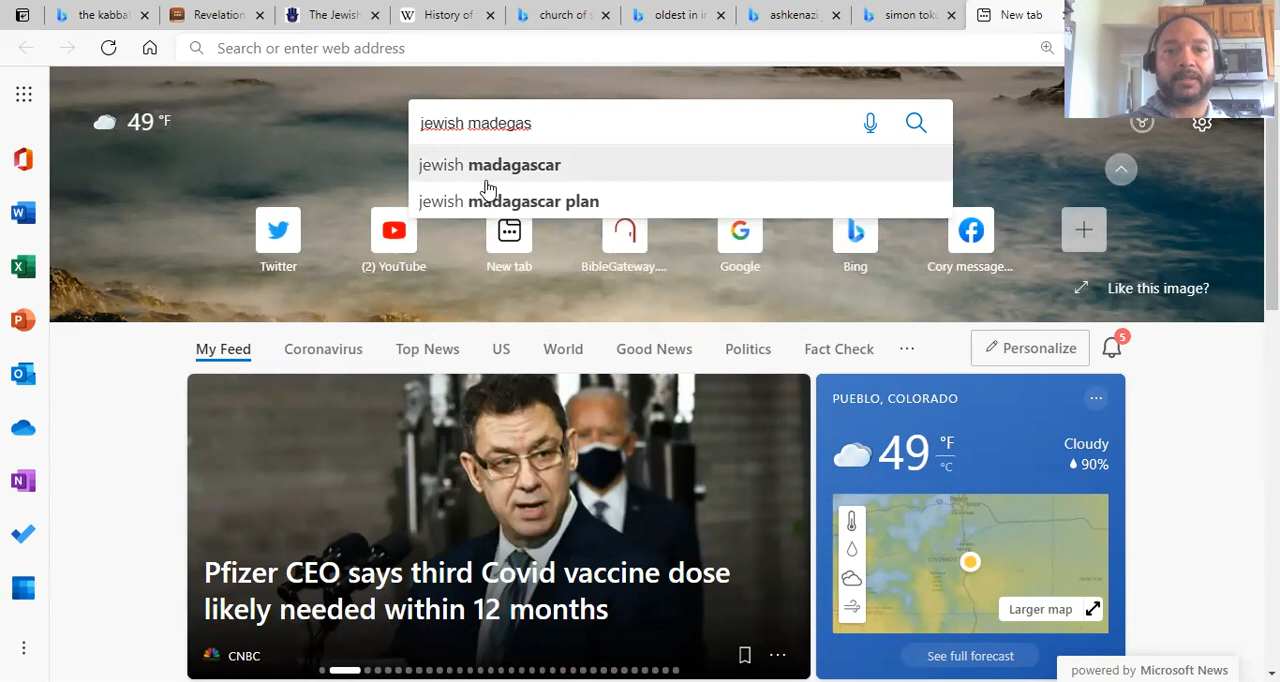 the kabba
Revelation
The Jewish
History of
church of s
oldest in i
ashkenazi
simon tok
New tab
Search or enter web address
49 °F
jewish madegas
jewish madagascar
jewish madagascar plan
Twitter
(2) YouTube
New tab
BibleGateway....
Google
Bing
Cory message...
Like this image?
My Feed
Coronavirus
Top News
US
World
Good News
Politics
Fact Check
Personalize
5
PUEBLO, COLORADO
49 °F
°C
Cloudy
90%
Larger map
See full forecast
Pfizer CEO says third Covid vaccine dose
likely needed within 12 months
CNBC
powered by Microsoft News